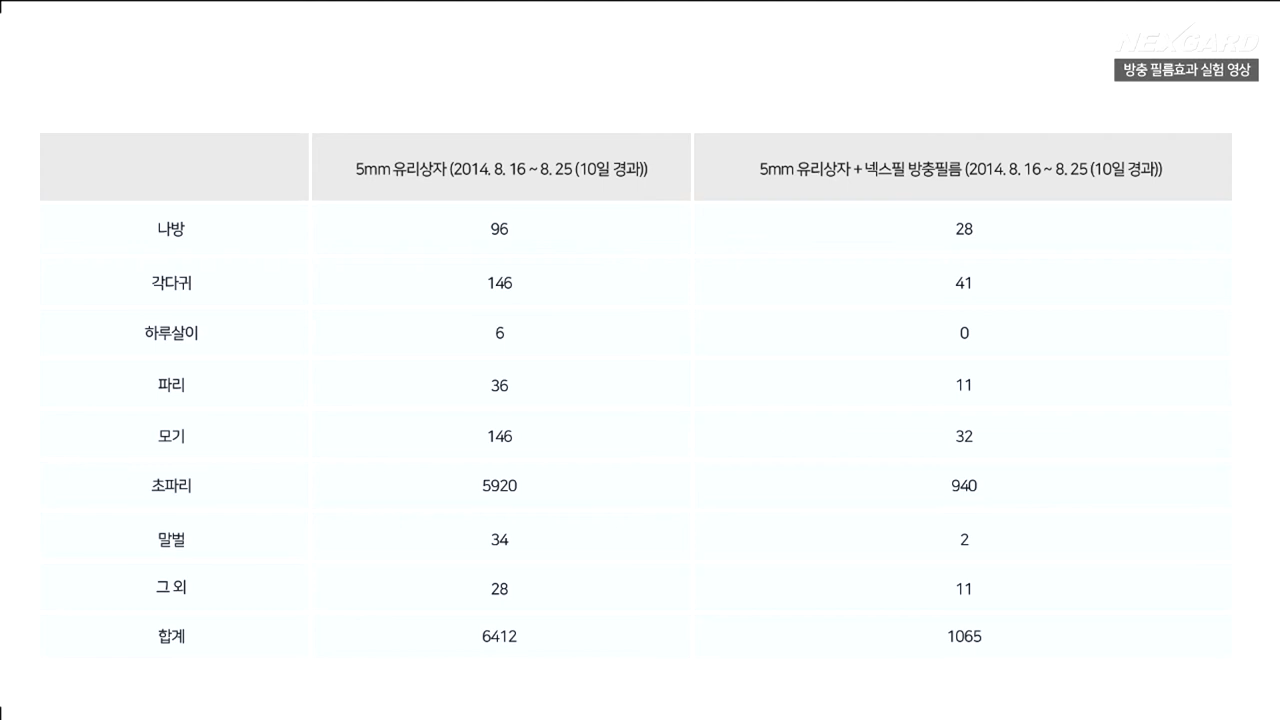 NEXGARD
방충 필름효과 실험 영상
5mm 유리상자 (2014. 8. 16 ~ 8. 25 (10일 경과)) 5mm 유리상자 + 넥스필 방충필름 (2014. 8. 16 ~ 8. 25 (10일 경과))
나방 96 28
각다귀 146 41
하루살이 6 0
파리 36 11
모기 146 32
초파리 5920 940
말벌 34 2
그 외 28 11
합계 6412 1065